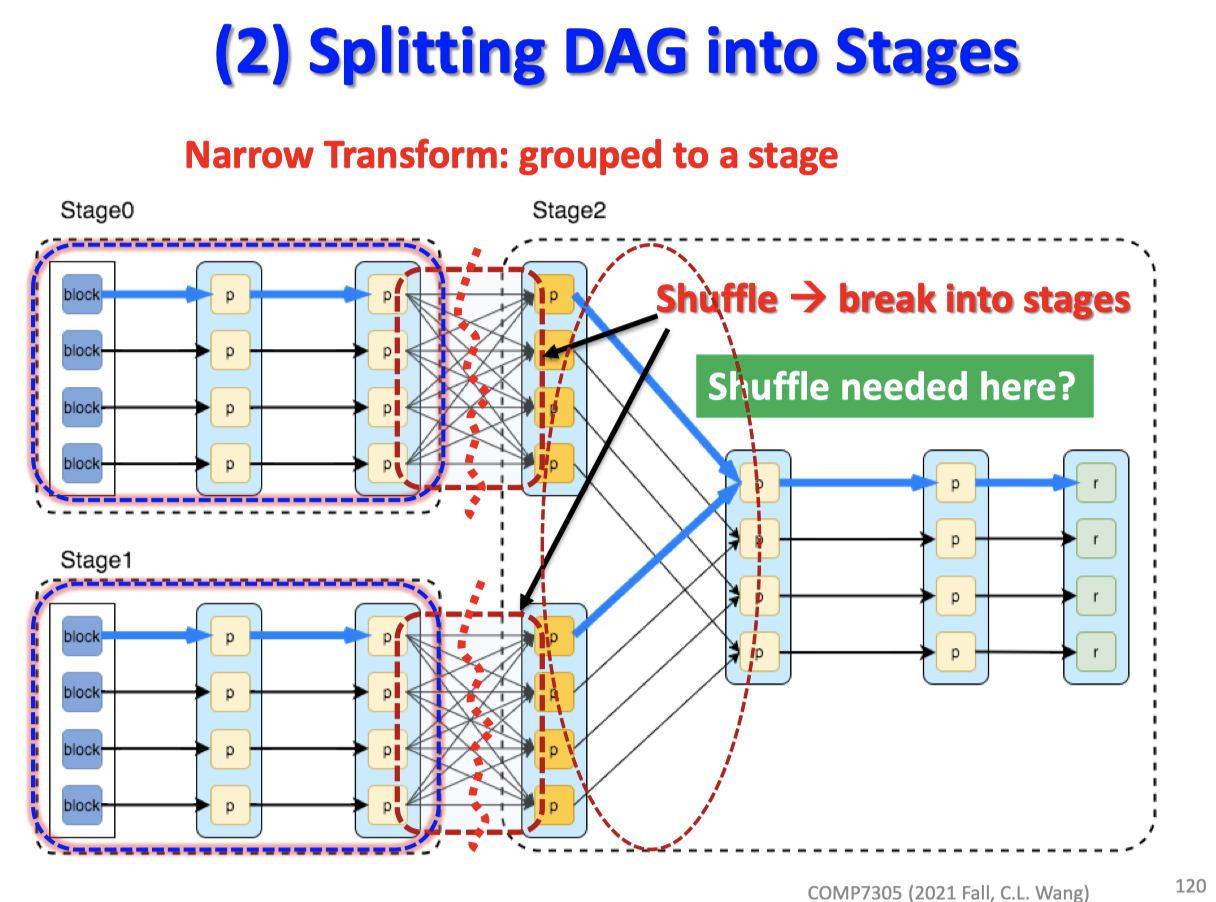 (2) Splitting DAG into Stages
Narrow Transform: grouped to a stage
Stage0
Stage2
block p p p
block p p p
block p p p
block p p p
Shuffle → break into stages
Shuffle needed here?
p p r
p p r
p p r
p p r
Stage1
block p p p
block p p p
block p p p
block p p p
COMP7305 (2021 Fall, C.L. Wang)
120